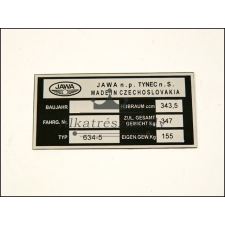 JAWA
JAWA n.p. TYNEC n.S.
MADE IN CZECHOSLOVAKIA
BAUJAHR HUBRAUM ccm 343,5
FAHRG. Nr. ZUL. GESAMT GEWICHT kg 347
TYP 634-5 EIGEN.GEW.Kg 155
Ikatrés